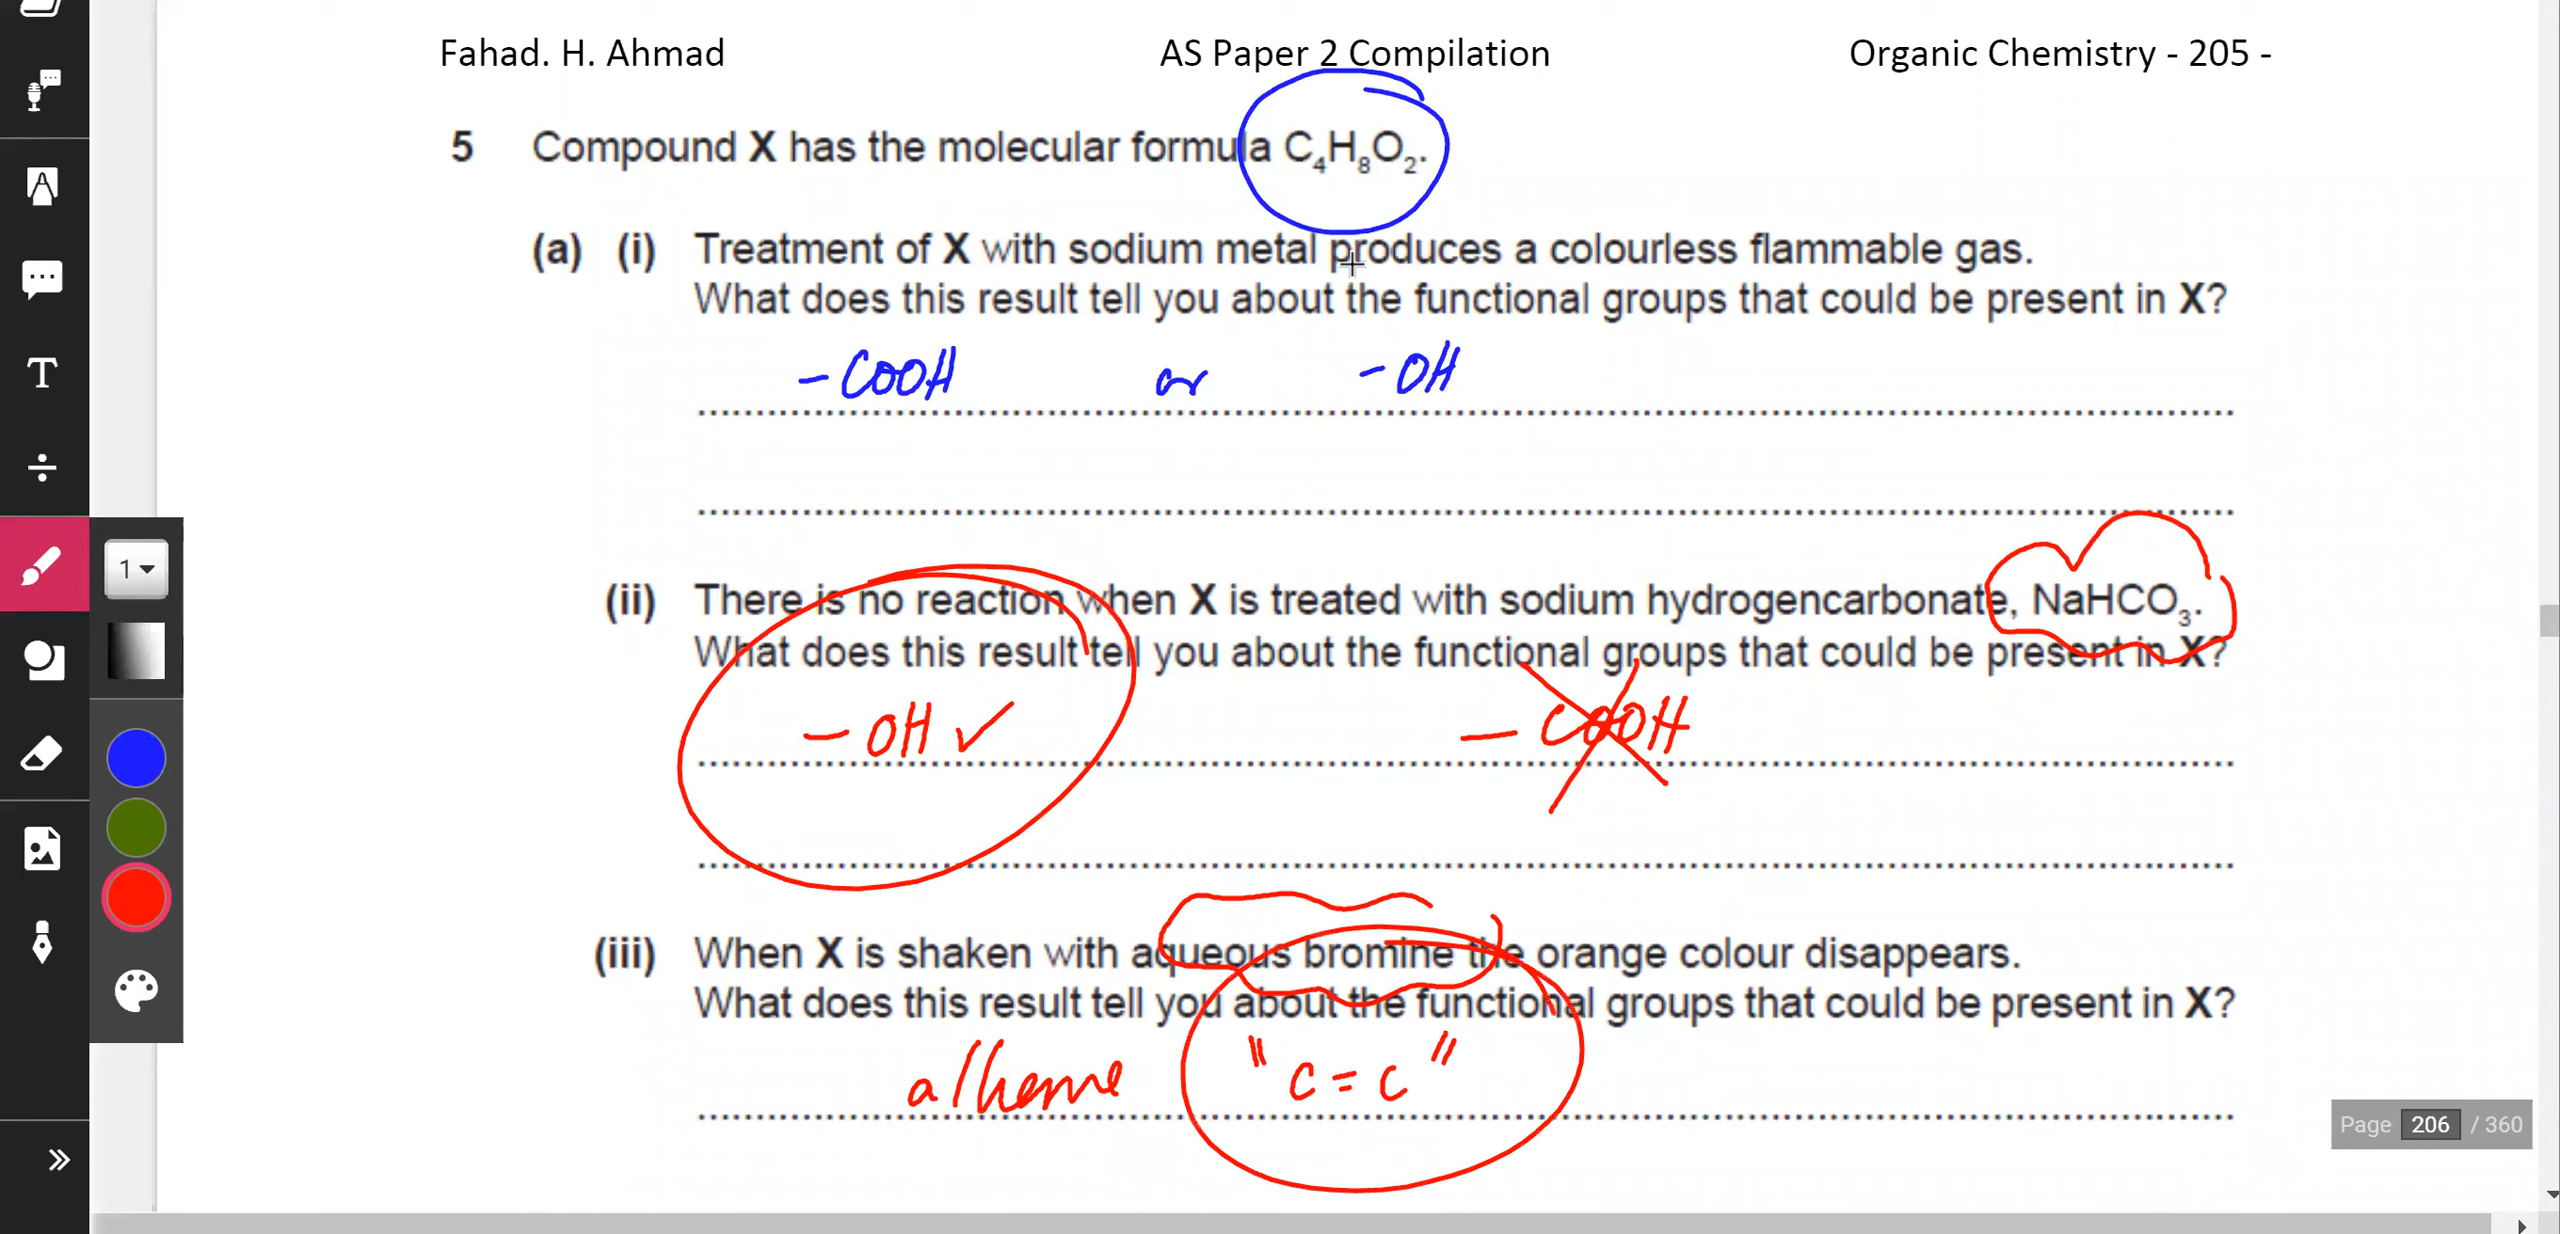 Fahad. H. Ahmad AS Paper 2 Compilation Organic Chemistry - 205 -
5 Compound X has the molecular formula C₄H₈O₂.
(a) (i) Treatment of X with sodium metal produces a colourless flammable gas.
What does this result tell you about the functional groups that could be present in X?
- COOH or - OH
(ii) There is no reaction when X is treated with sodium hydrogencarbonate, NaHCO₃.
What does this result tell you about the functional groups that could be present in X?
- OH ✓ - COOH
(iii) When X is shaken with aqueous bromine the orange colour disappears.
What does this result tell you about the functional groups that could be present in X?
alkene "C=C"
1
T
Page 206 / 360